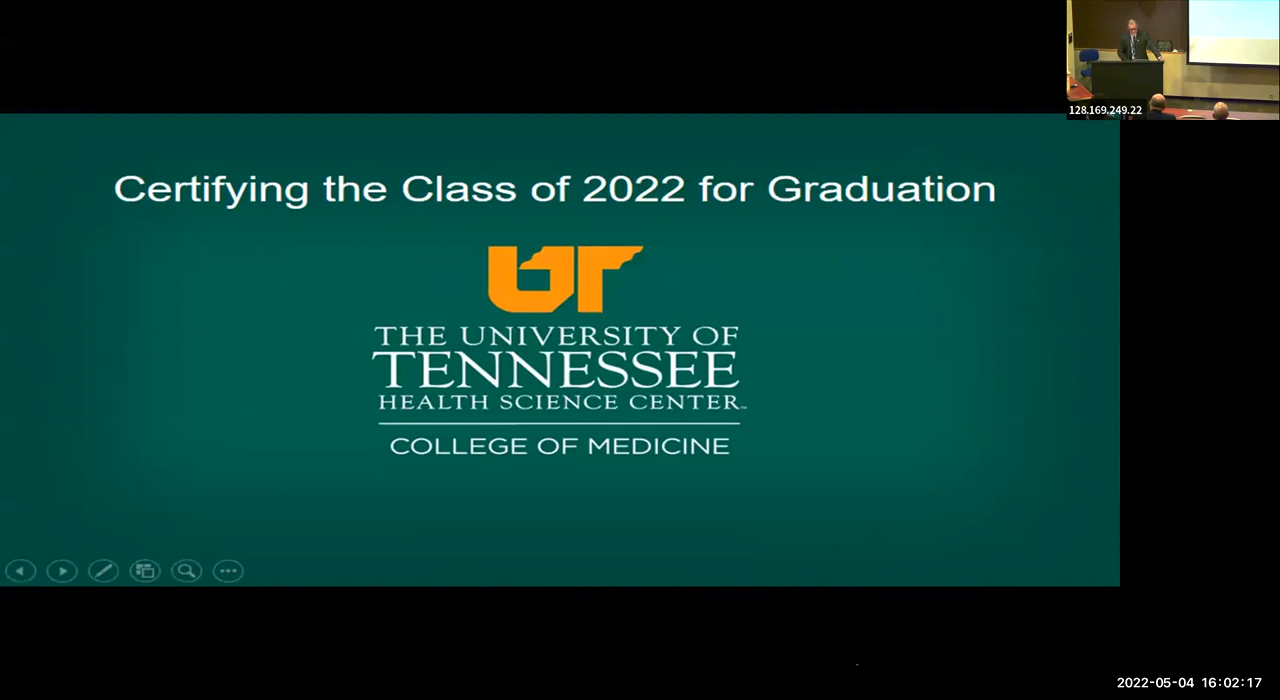 128.169.249.22
Certifying the Class of 2022 for Graduation
UT
THE UNIVERSITY OF
TENNESSEE
HEALTH SCIENCE CENTER™
COLLEGE OF MEDICINE
2022-05-04 16:02:17